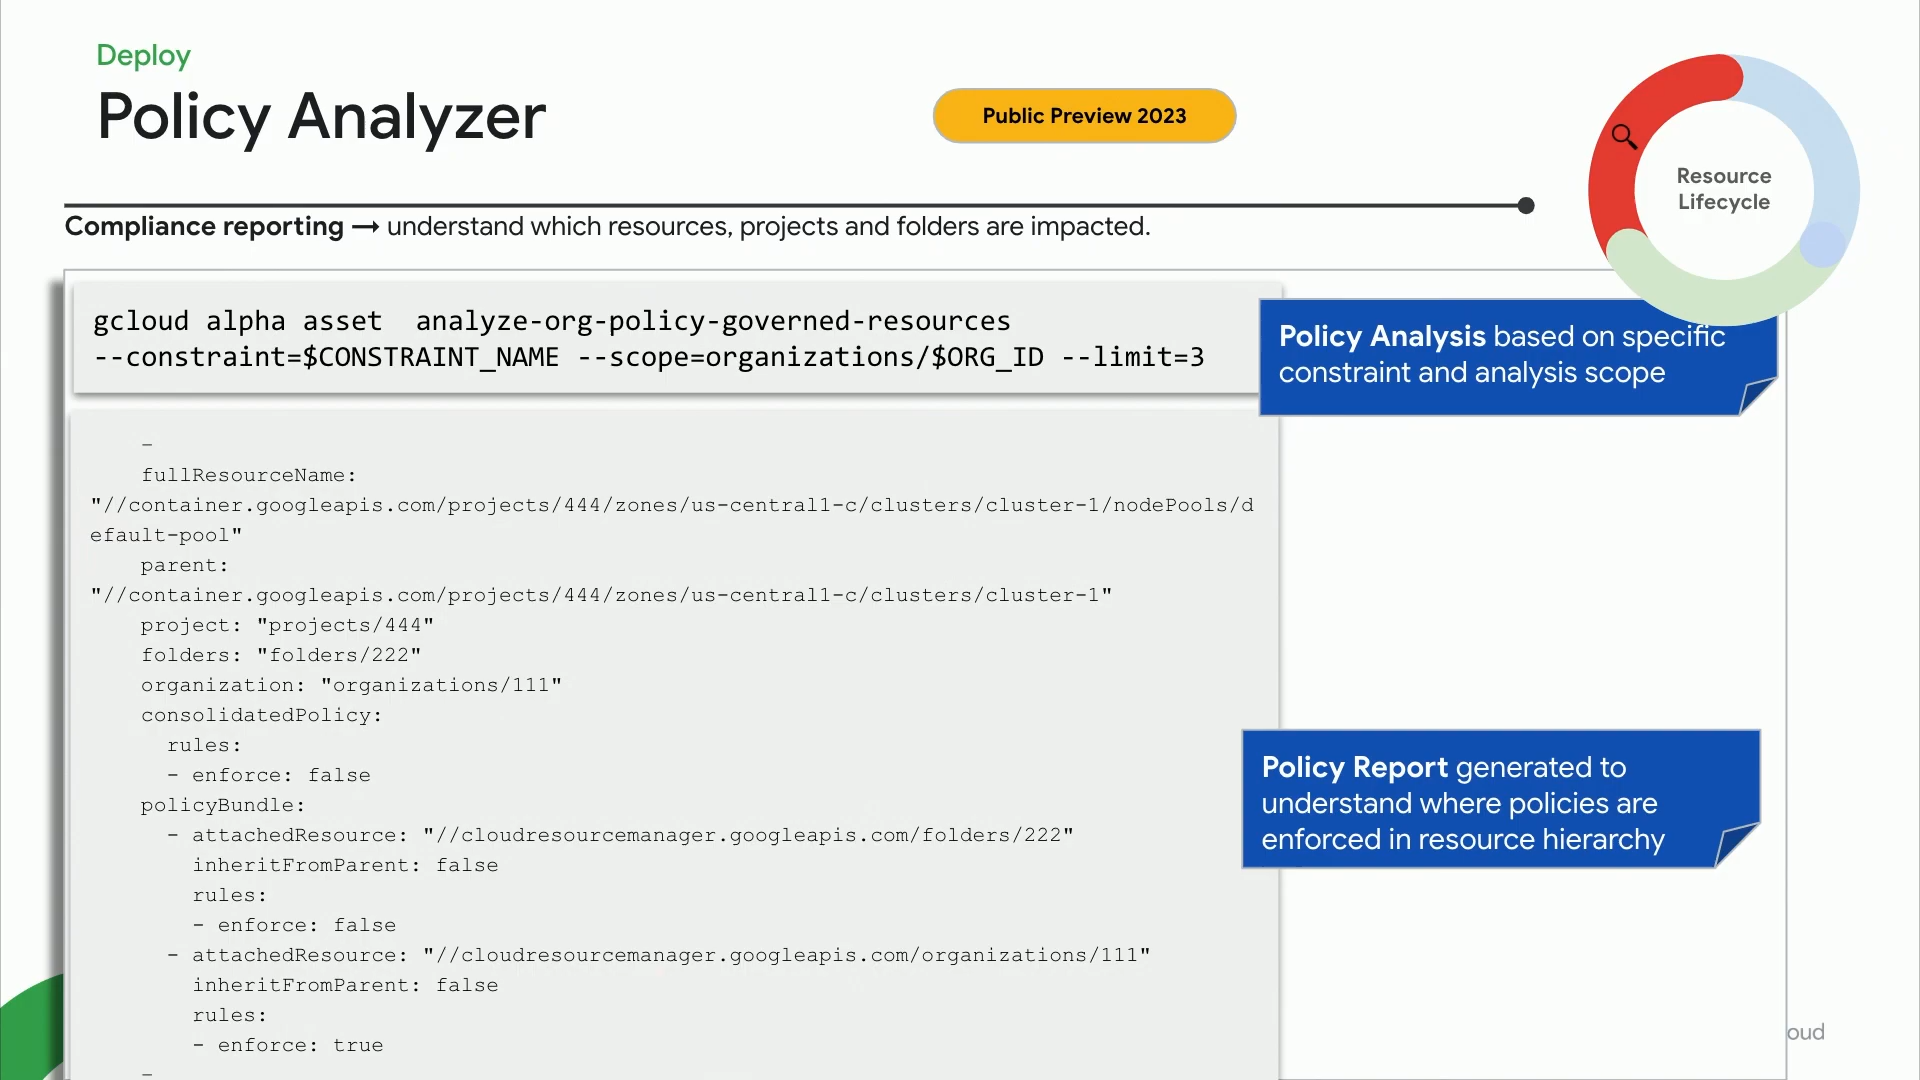 Deploy
Policy Analyzer
Public Preview 2023
Resource
Lifecycle
Compliance reporting → understand which resources, projects and folders are impacted.
gcloud alpha asset  analyze-org-policy-governed-resources
--constraint=$CONSTRAINT_NAME --scope=organizations/$ORG_ID --limit=3
Policy Analysis based on specific
constraint and analysis scope
-
fullResourceName:
"//container.googleapis.com/projects/444/zones/us-central1-c/clusters/cluster-1/nodePools/d
efault-pool"
parent:
"//container.googleapis.com/projects/444/zones/us-central1-c/clusters/cluster-1"
project: "projects/444"
folders: "folders/222"
organization: "organizations/111"
consolidatedPolicy:
rules:
- enforce: false
policyBundle:
- attachedResource: "//cloudresourcemanager.googleapis.com/folders/222"
inheritFromParent: false
rules:
- enforce: false
- attachedResource: "//cloudresourcemanager.googleapis.com/organizations/111"
inheritFromParent: false
rules:
- enforce: true
-
Policy Report generated to
understand where policies are
enforced in resource hierarchy
oud